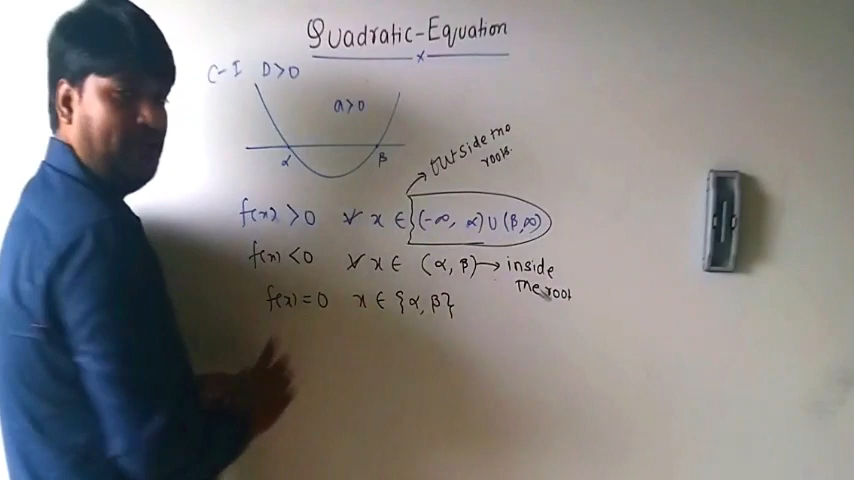 Quadratic-Equation
x
C-I D>0
a>0
α β
outside the
roots.
f(x) >0 ∀ x ∈ (-∞, α) ∪ (β,∞)
f(x) <0 ∀ x ∈ (α, β) → inside
the root
f(x) = 0 x ∈ {α, β}